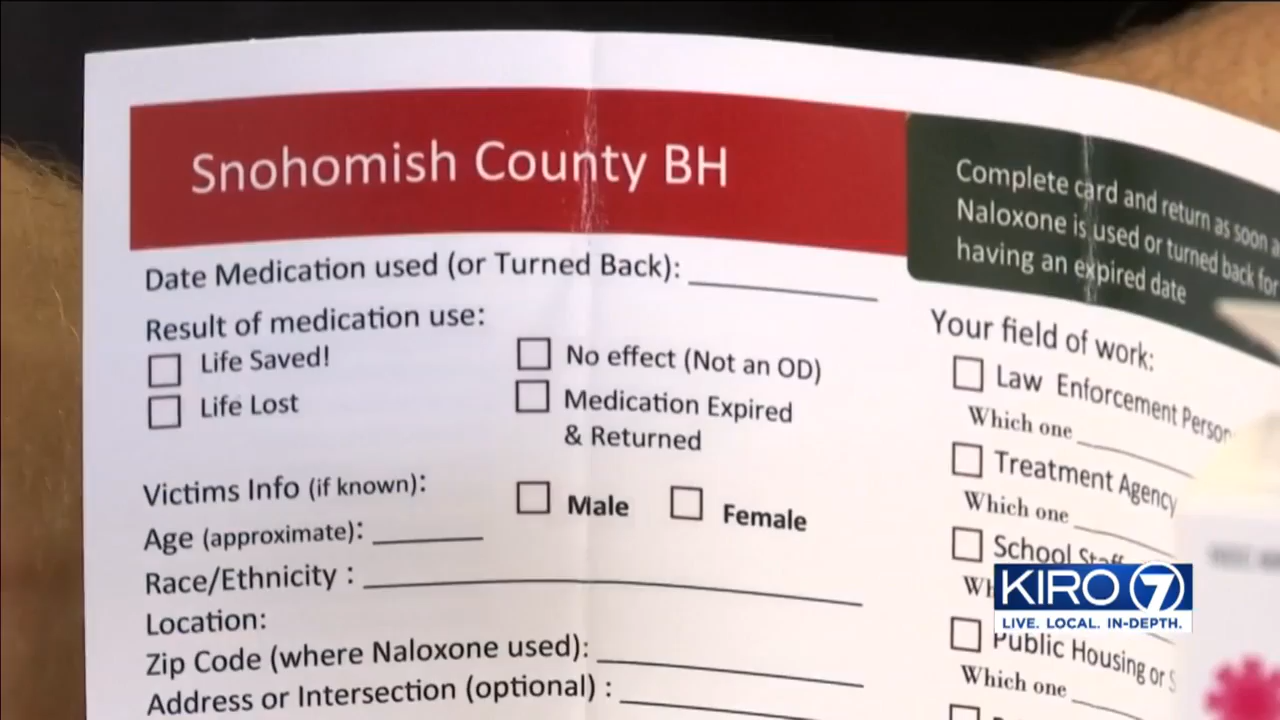 Snohomish County BH
Complete card and return as soon
Naloxone is used or turned back for
having an expired date
Date Medication used (or Turned Back):
Result of medication use:
Life Saved!
No effect (Not an OD)
Life Lost
Medication Expired
& Returned
Victims Info (if known):
Male
Female
Age (approximate):
Race/Ethnicity :
Location:
Zip Code (where Naloxone used):
Address or Intersection (optional) :
Your field of work:
Law Enforcement
Which one
Treatment Agency
Which one
School
Public Housing or
Which one
KIRO 7
LIVE. LOCAL. IN-DEPTH.